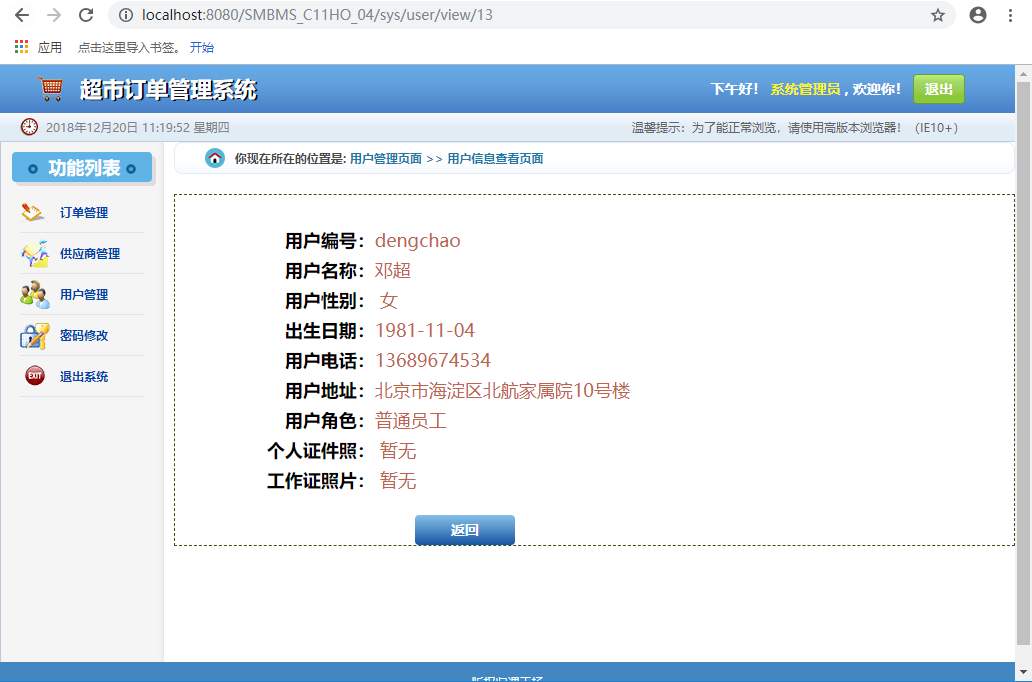 localhost:8080/SMBMS_C11HO_04/sys/user/view/13
应用 点击这里导入书签。 开始
超市订单管理系统
下午好！ 系统管理员 , 欢迎你！ 退出
2018年12月20日 11:19:52 星期四
温馨提示：为了能正常浏览，请使用高版本浏览器！ (IE10+)
功能列表
订单管理
供应商管理
用户管理
密码修改
EXIT 退出系统
你现在所在的位置是: 用户管理页面 >> 用户信息查看页面
用户编号：dengchao
用户名称：邓超
用户性别： 女
出生日期：1981-11-04
用户电话：13689674534
用户地址：北京市海淀区北航家属院10号楼
用户角色：普通员工
个人证件照： 暂无
工作证照片： 暂无
返回